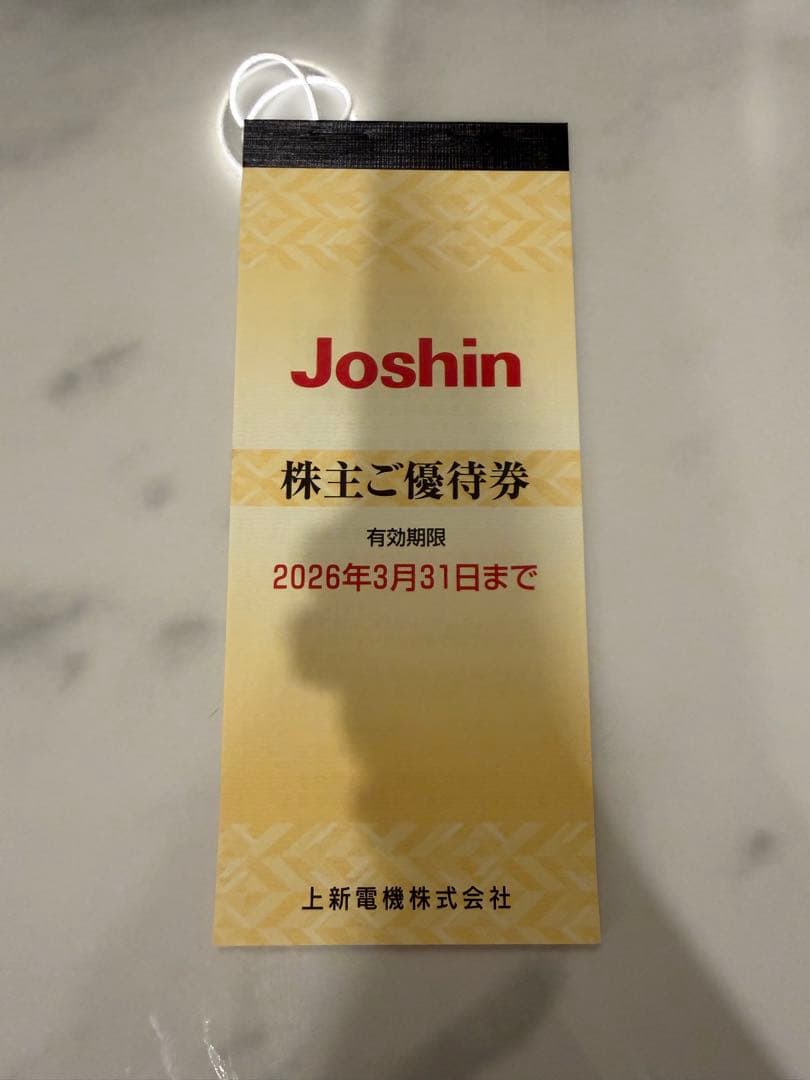 Joshin
株主ご優待券
有効期限
2026年3月31日まで
上新電機株式会社